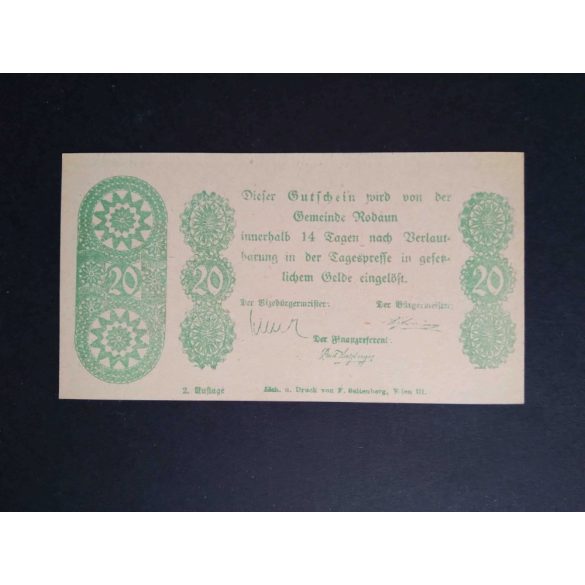 Dieser Gutschein wird von der
Gemeinde Rodaun
innerhalb 14 Tagen nach Verlaut-
barung in der Tagespresse in gesetz-
lichem Gelde eingelöst.
20 20 20
Der Vizebürgermeister: Der Bürgermeister:
Der Finanzreferent:
2. Auflage Lith. u. Druck von F. Seitenberg, Wien III.